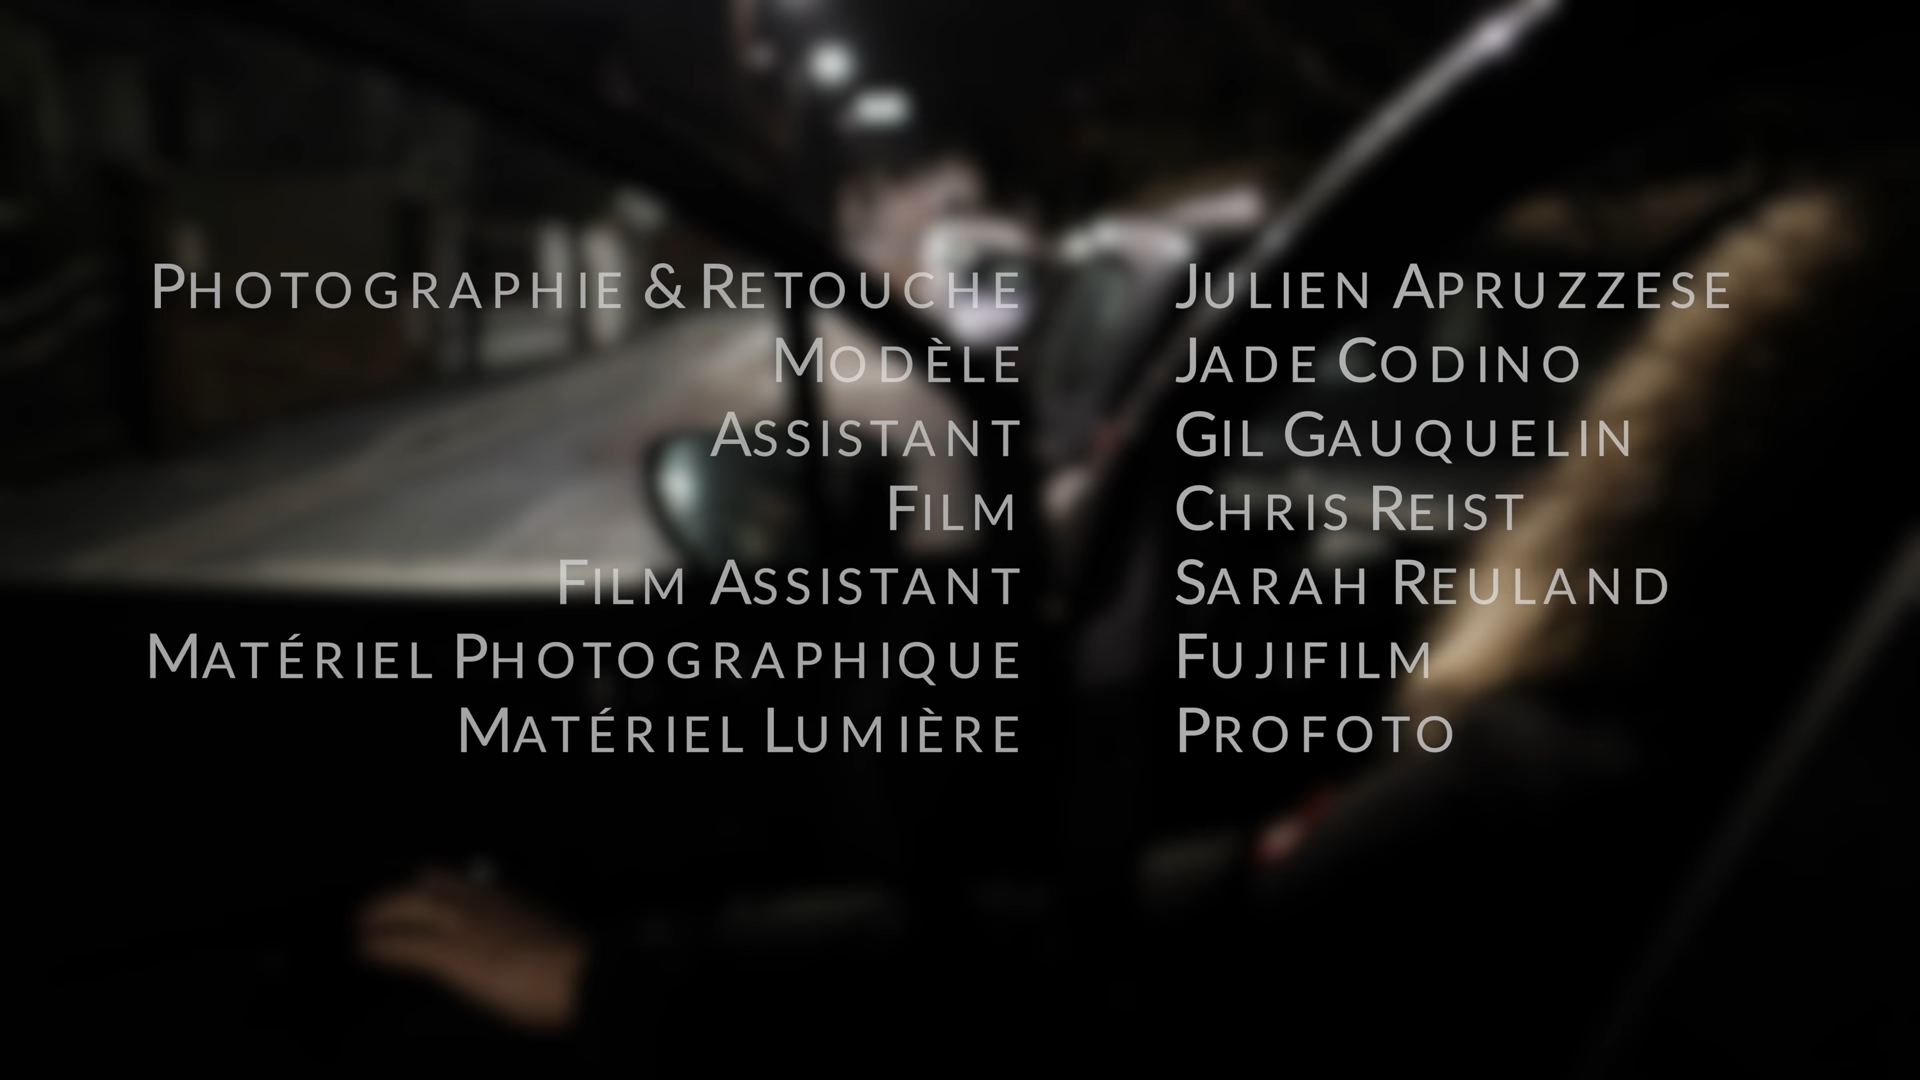 Photographie & Retouche Julien Apruzzese
Modèle Jade Codino
Assistant Gil Gauquelin
Film Chris Reist
Film Assistant Sarah Reuland
Matériel Photographique Fujifilm
Matériel Lumière Profoto